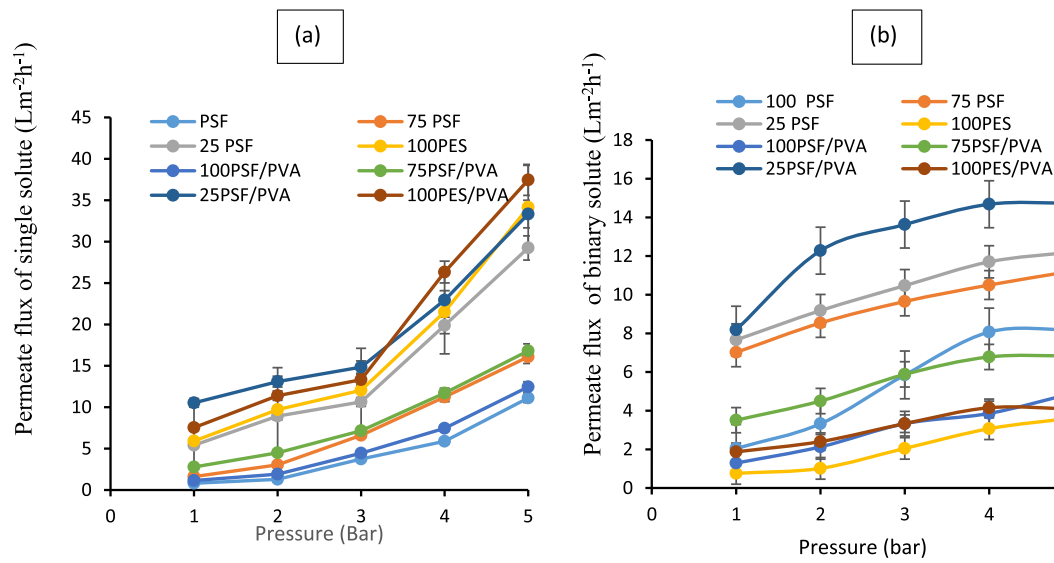 (a)
Permeate flux of single solute (Lm⁻²h⁻¹)
45
40
35
30
25
20
15
10
5
0
PSF
75 PSF
25 PSF
100PES
100PSF/PVA
75PSF/PVA
25PSF/PVA
100PES/PVA
0 1 2 3 4 5
Pressure (Bar)
(b)
Permeate flux of binary solute (Lm⁻²h⁻¹)
100 PSF
75 PSF
25 PSF
100PES
100PSF/PVA
75PSF/PVA
25PSF/PVA
100PES/PVA
18
16
14
12
10
8
6
4
2
0
0 1 2 3 4
Pressure (bar)